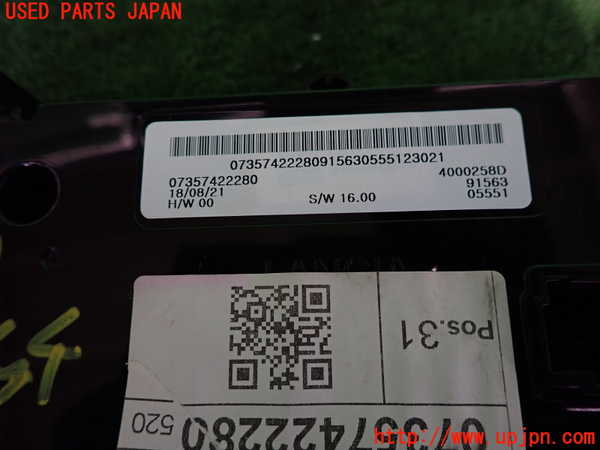 USED PARTS JAPAN
07357422280915630555123021
07357422280
4000258D
18/08/21
91563
H/W 00
S/W 16.00
05551
Pos.31
07357422280
520
http://www.upjpn.com/